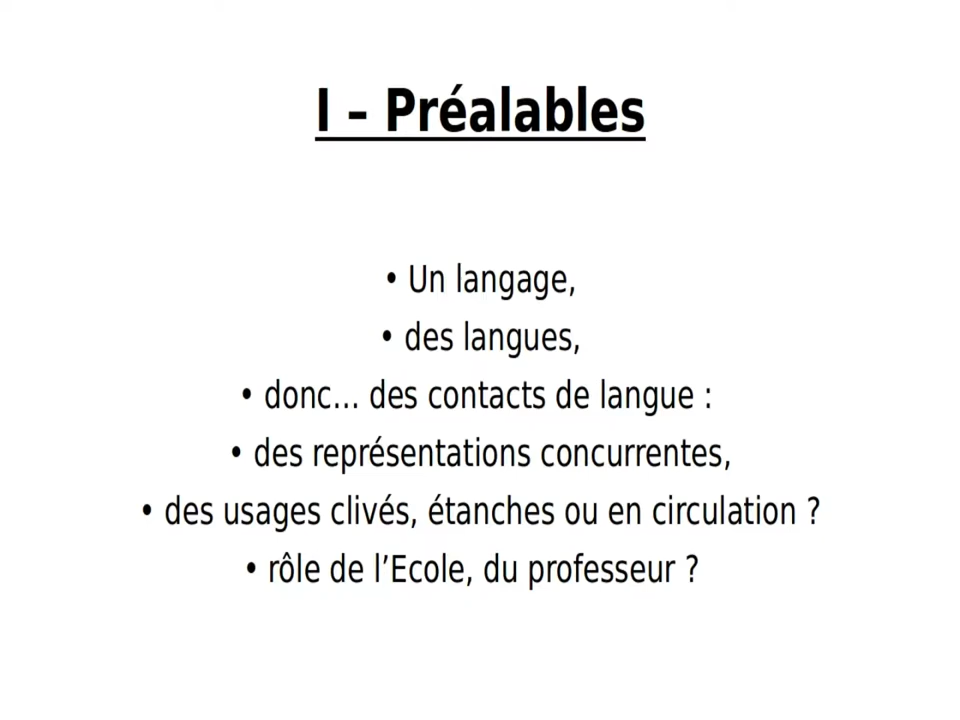 I – Préalables
• Un langage,
• des langues,
• donc... des contacts de langue :
• des représentations concurrentes,
• des usages clivés, étanches ou en circulation ?
• rôle de l’Ecole, du professeur ?